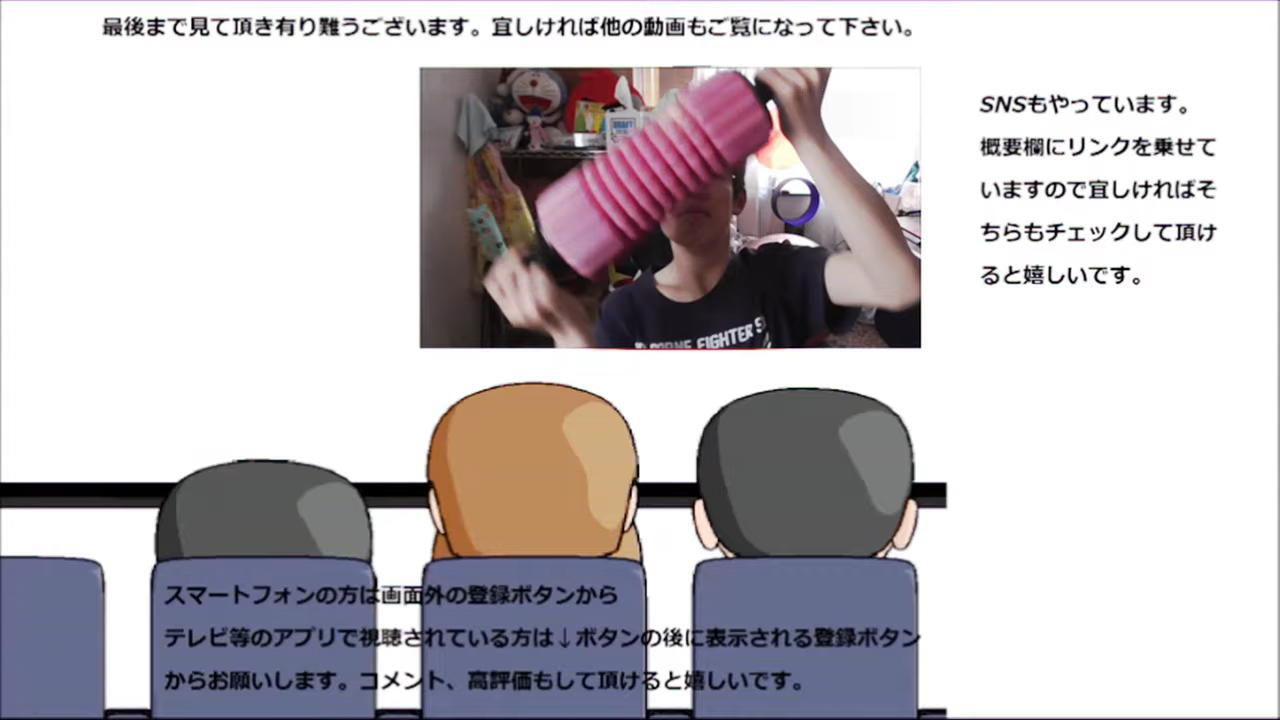 最後まで見て頂き有り難うございます。宜しければ他の動画もご覧になって下さい。
SNSもやっています。
概要欄にリンクを乗せて
いますので宜しければそ
ちらもチェックして頂け
ると嬉しいです。
DRAFT
FIGHTER
スマートフォンの方は画面外の登録ボタンから
テレビ等のアプリで視聴されている方は↓ボタンの後に表示される登録ボタン
からお願いします。コメント、高評価もして頂けると嬉しいです。